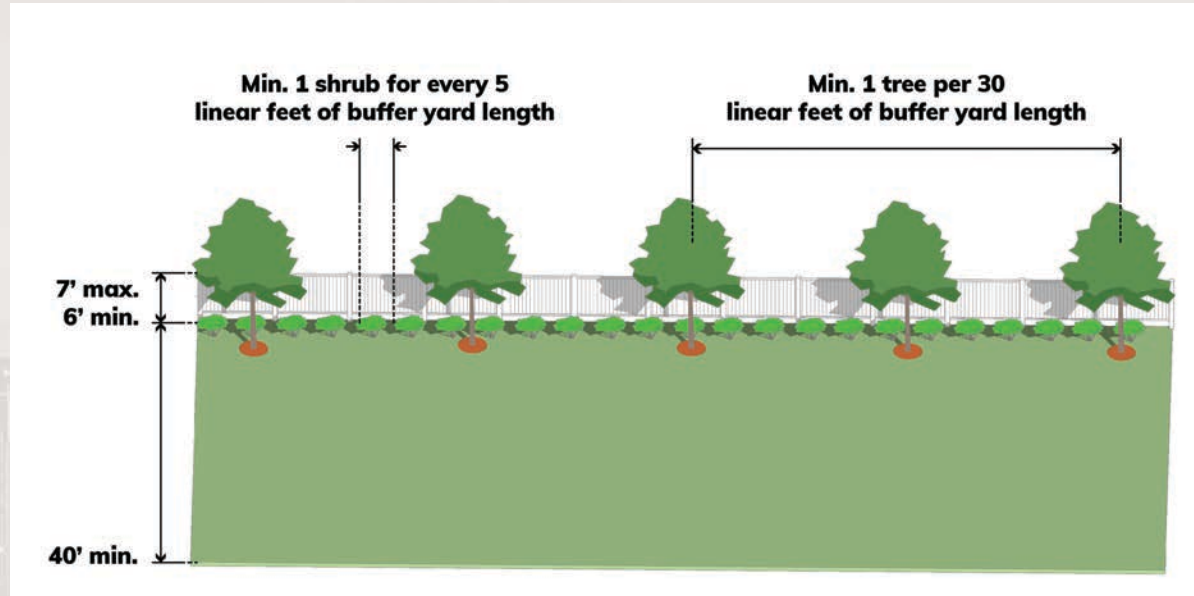 Min. 1 shrub for every 5
linear feet of buffer yard length
Min. 1 tree per 30
linear feet of buffer yard length
7’ max.
6’ min.
40’ min.